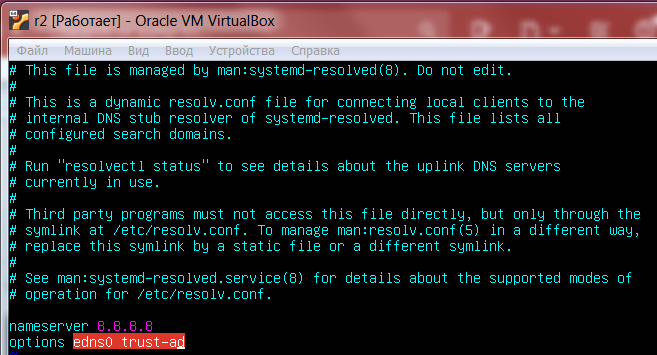 r2 [Работает] - Oracle VM VirtualBox
Файл Машина Вид Ввод Устройства Справка
# This file is managed by man:systemd-resolved(8). Do not edit.
#
# This is a dynamic resolv.conf file for connecting local clients to the
# internal DNS stub resolver of systemd-resolved. This file lists all
# configured search domains.
#
# Run "resolvectl status" to see details about the uplink DNS servers
# currently in use.
#
# Third party programs must not access this file directly, but only through the
# symlink at /etc/resolv.conf. To manage man:resolv.conf(5) in a different way,
# replace this symlink by a static file or a different symlink.
#
# See man:systemd-resolved.service(8) for details about the supported modes of
# operation for /etc/resolv.conf.
nameserver 8.8.8.8
options edns0 trust-ad